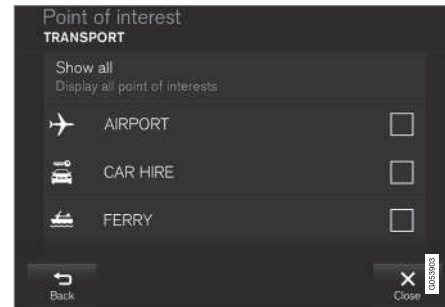 Point of interest
TRANSPORT
Show all
Display all point of interests
AIRPORT
CAR HIRE
FERRY
Back
Close
G053903